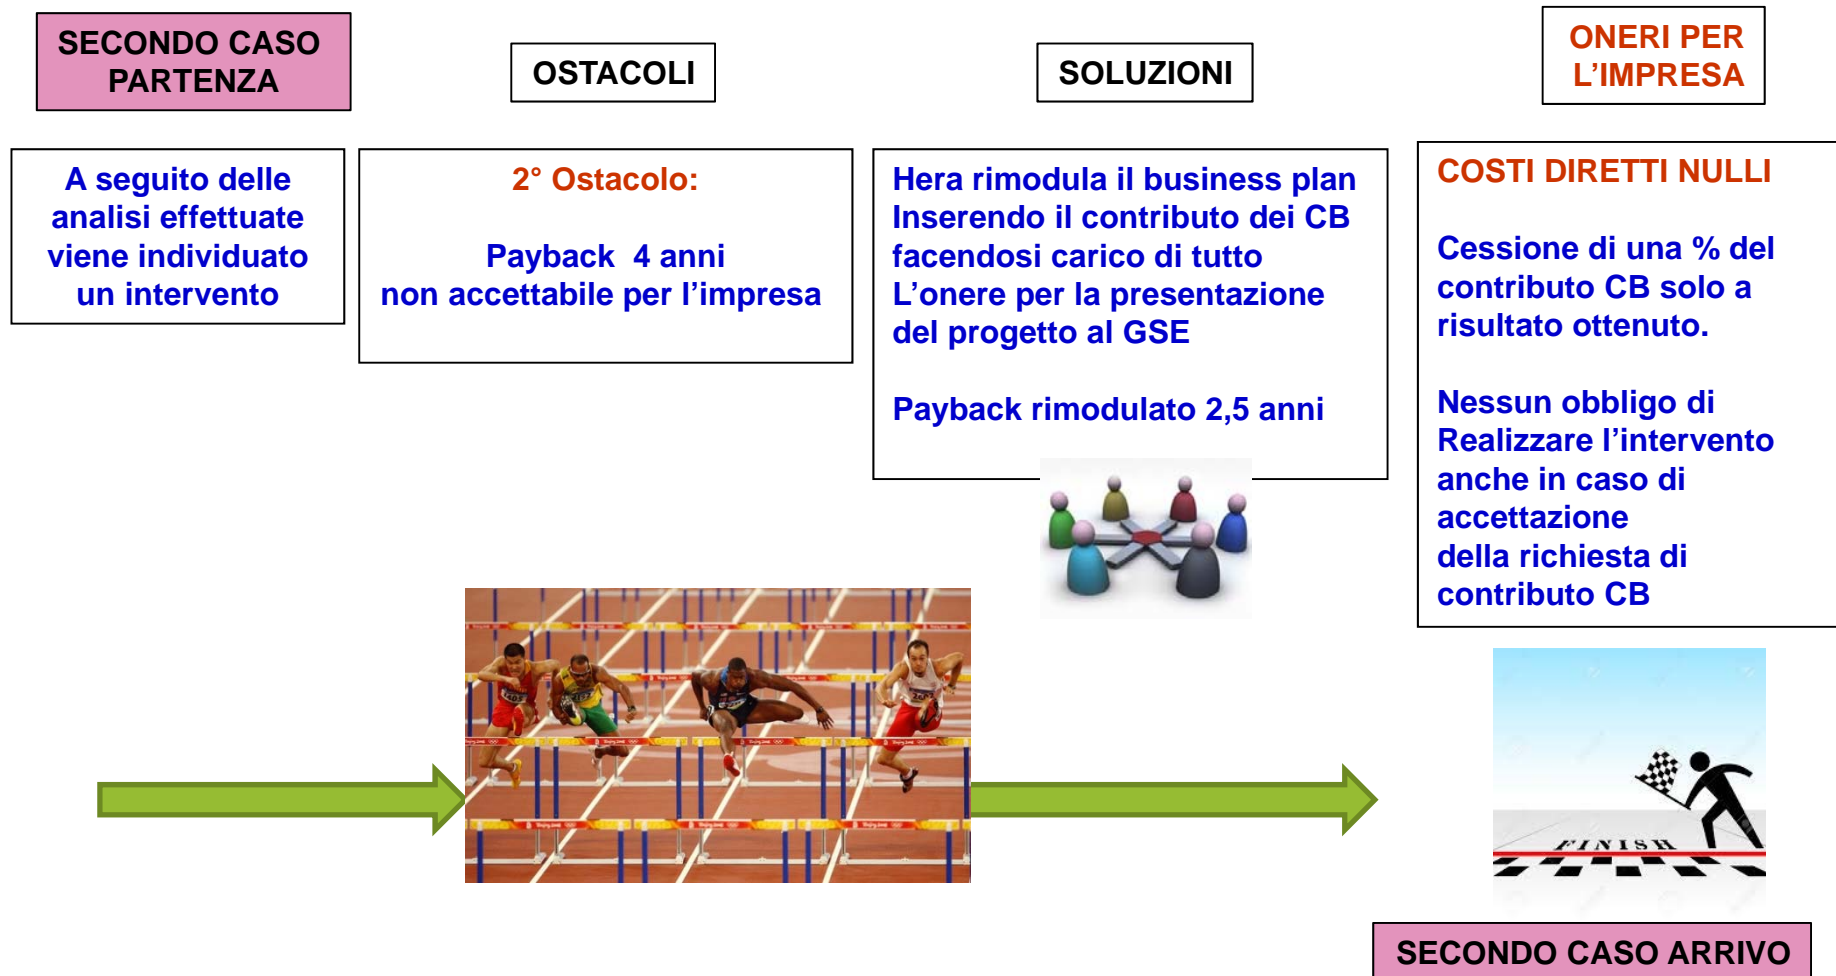 SECONDO CASO
PARTENZA
OSTACOLI
SOLUZIONI
ONERI PER
L’IMPRESA
A seguito delle
analisi effettuate
viene individuato
un intervento
2° Ostacolo:
Payback  4 anni
non accettabile per l’impresa
Hera rimodula il business plan
Inserendo il contributo dei CB
facendosi carico di tutto
L’onere per la presentazione
del progetto al GSE
Payback rimodulato 2,5 anni
COSTI DIRETTI NULLI
Cessione di una % del
contributo CB solo a
risultato ottenuto.
Nessun obbligo di
Realizzare l’intervento
anche in caso di
accettazione
della richiesta di
contributo CB
FINISH
SECONDO CASO ARRIVO